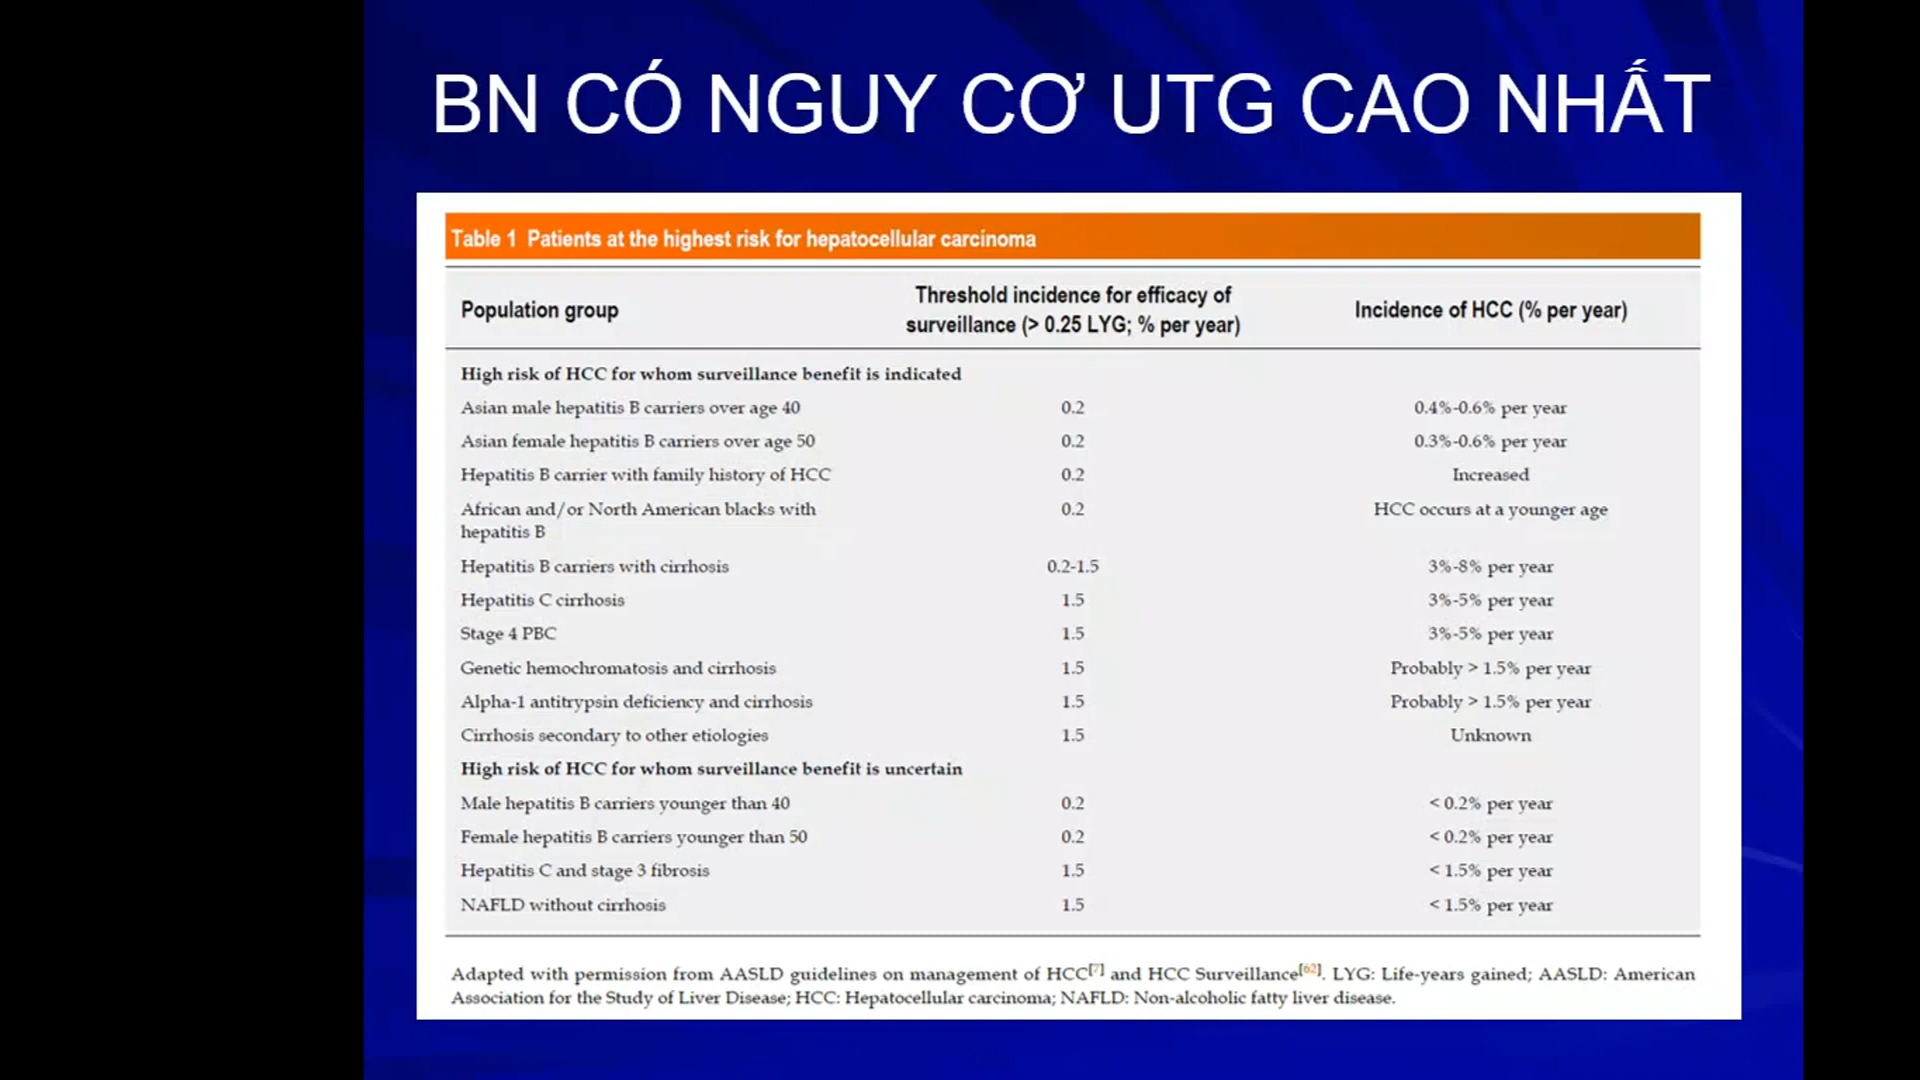 BN CÓ NGUY CƠ UTG CAO NHẤT
Table 1 Patients at the highest risk for hepatocellular carcinoma
Population group Threshold incidence for efficacy of surveillance (> 0.25 LYG; % per year) Incidence of HCC (% per year)
High risk of HCC for whom surveillance benefit is indicated
Asian male hepatitis B carriers over age 40 0.2 0.4%-0.6% per year
Asian female hepatitis B carriers over age 50 0.2 0.3%-0.6% per year
Hepatitis B carrier with family history of HCC 0.2 Increased
African and/or North American blacks with hepatitis B 0.2 HCC occurs at a younger age
Hepatitis B carriers with cirrhosis 0.2-1.5 3%-8% per year
Hepatitis C cirrhosis 1.5 3%-5% per year
Stage 4 PBC 1.5 3%-5% per year
Genetic hemochromatosis and cirrhosis 1.5 Probably > 1.5% per year
Alpha-1 antitrypsin deficiency and cirrhosis 1.5 Probably > 1.5% per year
Cirrhosis secondary to other etiologies 1.5 Unknown
High risk of HCC for whom surveillance benefit is uncertain
Male hepatitis B carriers younger than 40 0.2 < 0.2% per year
Female hepatitis B carriers younger than 50 0.2 < 0.2% per year
Hepatitis C and stage 3 fibrosis 1.5 < 1.5% per year
NAFLD without cirrhosis 1.5 < 1.5% per year
Adapted with permission from AASLD guidelines on management of HCC[7] and HCC Surveillance[62]. LYG: Life-years gained; AASLD: American
Association for the Study of Liver Disease; HCC: Hepatocellular carcinoma; NAFLD: Non-alcoholic fatty liver disease.